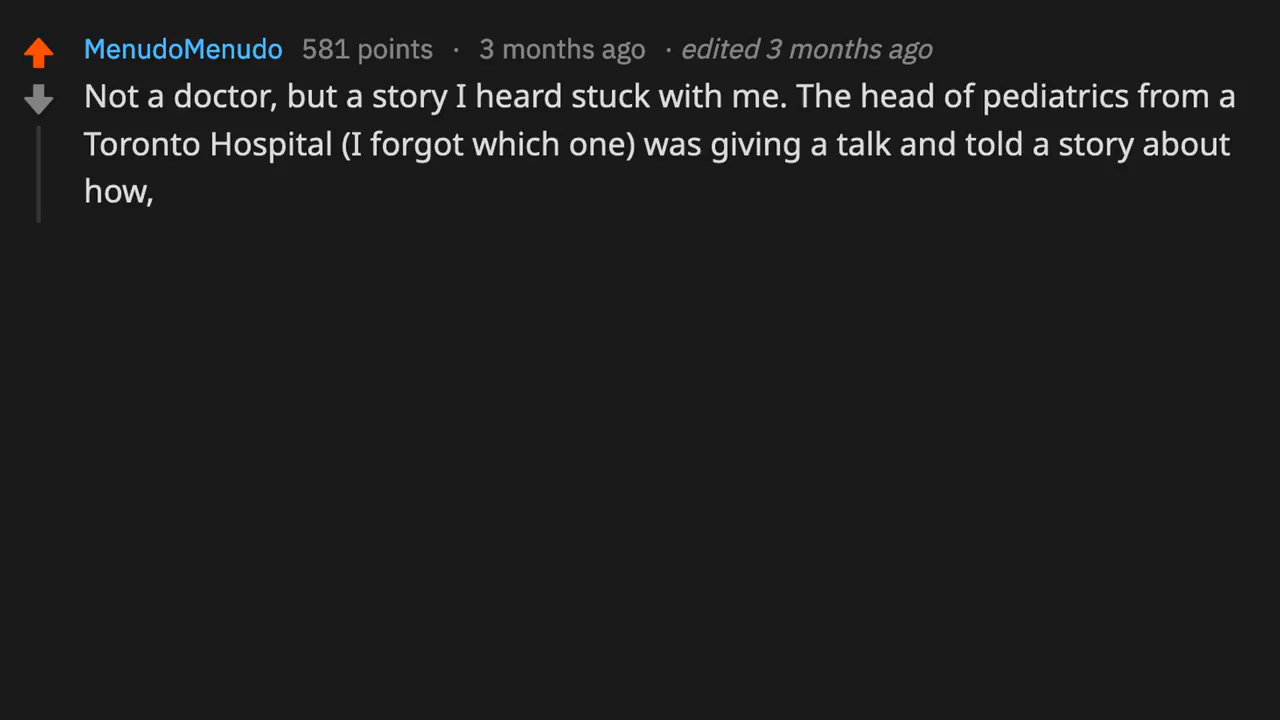 MenudoMenudo 581 points · 3 months ago · edited 3 months ago
Not a doctor, but a story I heard stuck with me. The head of pediatrics from a
Toronto Hospital (I forgot which one) was giving a talk and told a story about
how,